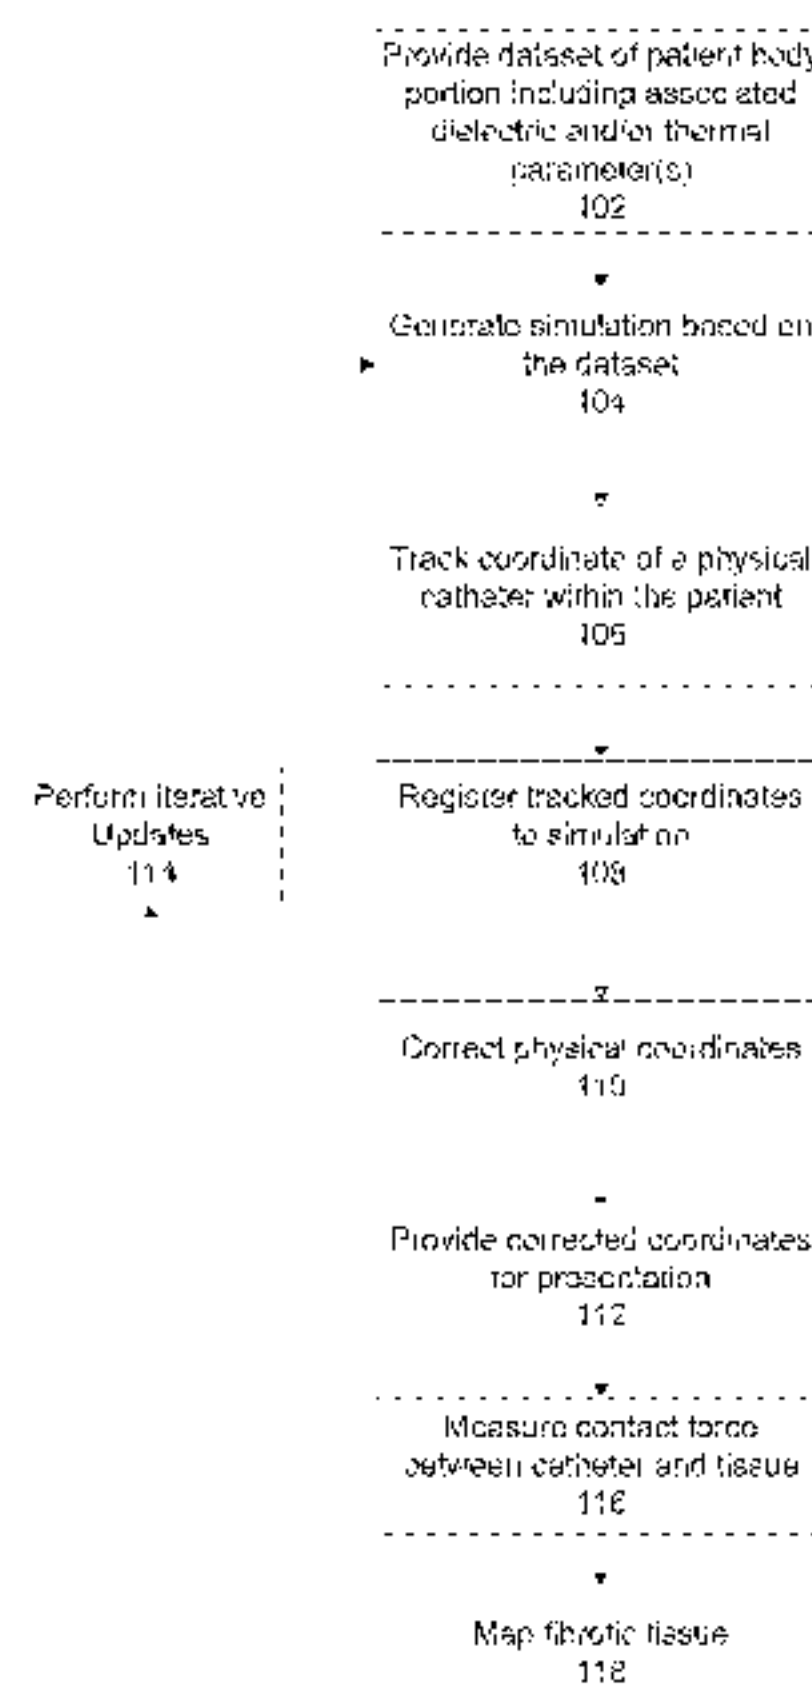 Provide dataset of patient body
portion including associated
dielectric and/or thermal
parameter(s)
102
Generate simulation based on
the dataset
104
Track coordinate of a physical
catheter within the patient
106
Perform iterative
Updates
114
Register tracked coordinates
to simulation
108
Correct physical coordinates
110
Provide corrected coordinates
for presentation
112
Measure contact force
between catheter and tissue
116
Map fibrotic tissue
118